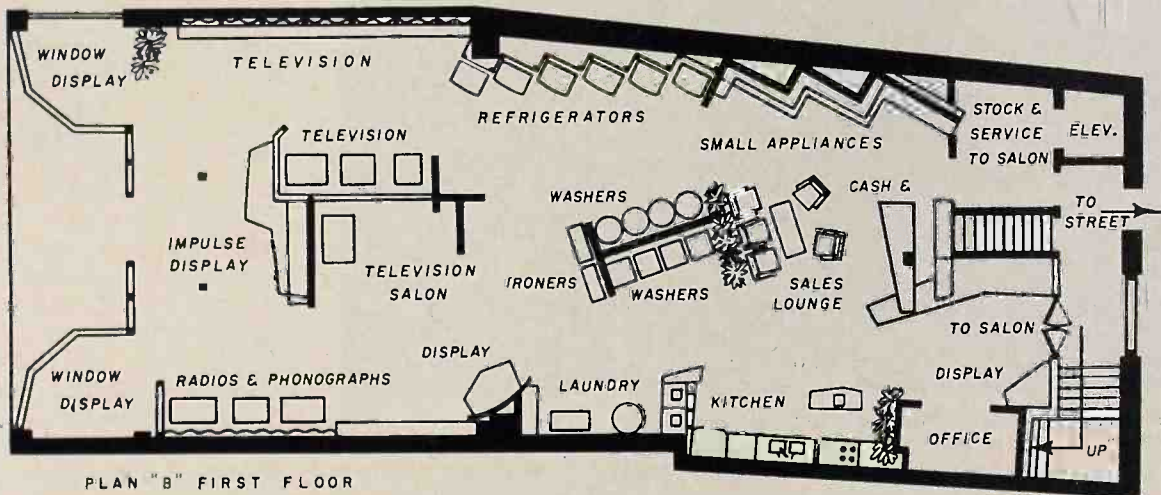 WINDOW
DISPLAY
TELEVISION
REFRIGERATORS
STOCK &
SERVICE
TO SALON
ELEV.
TELEVISION
SMALL APPLIANCES
WASHERS
CASH &
TO
STREET
IMPULSE
DISPLAY
TELEVISION
SALON
IRONERS
WASHERS
SALES
LOUNGE
TO SALON
DISPLAY
WINDOW
DISPLAY
RADIOS & PHONOGRAPHS
LAUNDRY
KITCHEN
DISPLAY
OFFICE
UP
PLAN "B" FIRST FLOOR